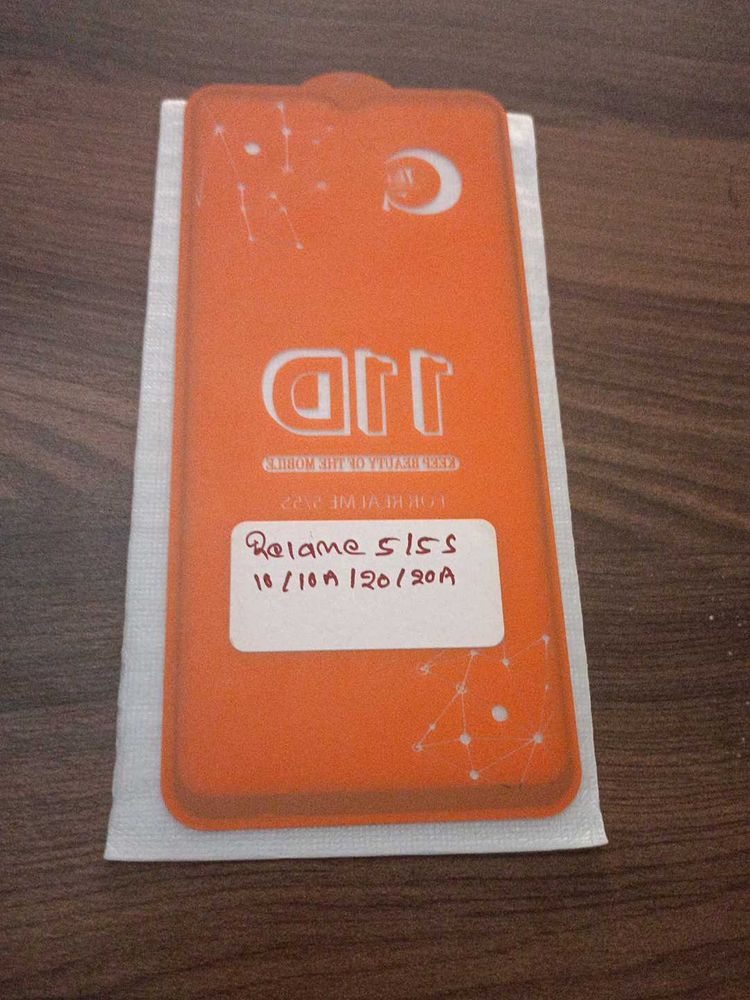 11D
KEEP BEAUTY OF THE MOBILE
FOR REALME 5/5S
Relame 5/5S
10/10A/20/20A